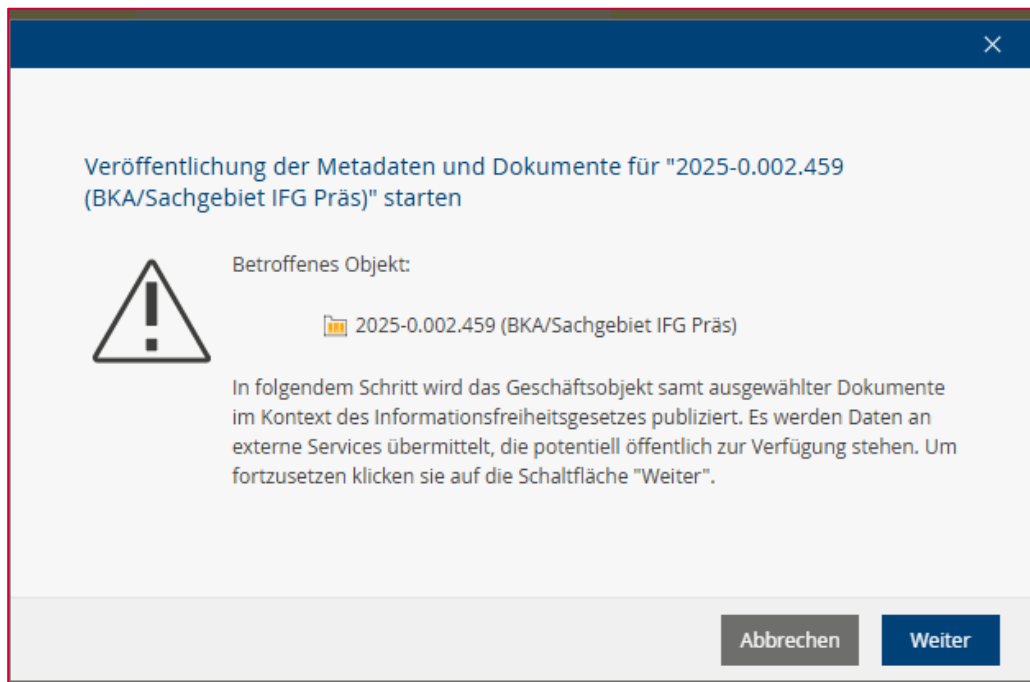 Veröffentlichung der Metadaten und Dokumente für "2025-0.002.459
(BKA/Sachgebiet IFG Präs)" starten
Betroffenes Objekt:
2025-0.002.459 (BKA/Sachgebiet IFG Präs)
In folgendem Schritt wird das Geschäftsobjekt samt ausgewählter Dokumente
im Kontext des Informationsfreiheitsgesetzes publiziert. Es werden Daten an
externe Services übermittelt, die potentiell öffentlich zur Verfügung stehen. Um
fortzusetzen klicken sie auf die Schaltfläche "Weiter".
Abbrechen
Weiter